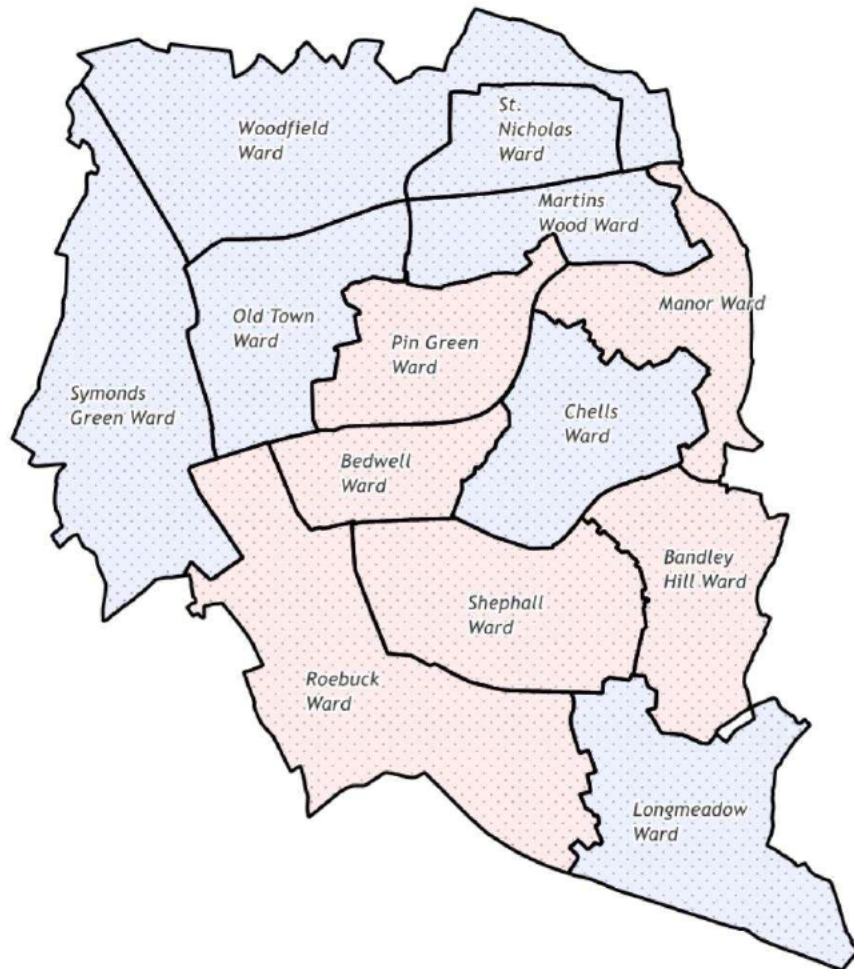 St.
Nicholas
Ward
Woodfield
Ward
Martins
Wood Ward
Manor Ward
Old Town
Ward
Pin Green
Ward
Symonds
Green Ward
Chells
Ward
Bedwell
Ward
Bandley
Hill Ward
Shephall
Ward
Roebuck
Ward
Longmeadow
Ward